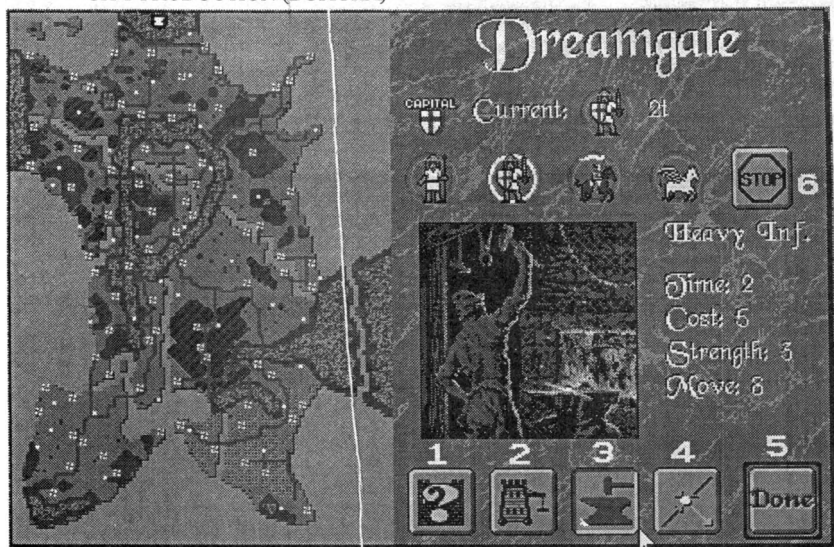 Dreamgate
CAPITAL
Current:
2t
STOP
6
Heavy Inf.
Time: 2
Cost: 5
Strength: 3
Move: 8
1 2 3 4 5
?
Done